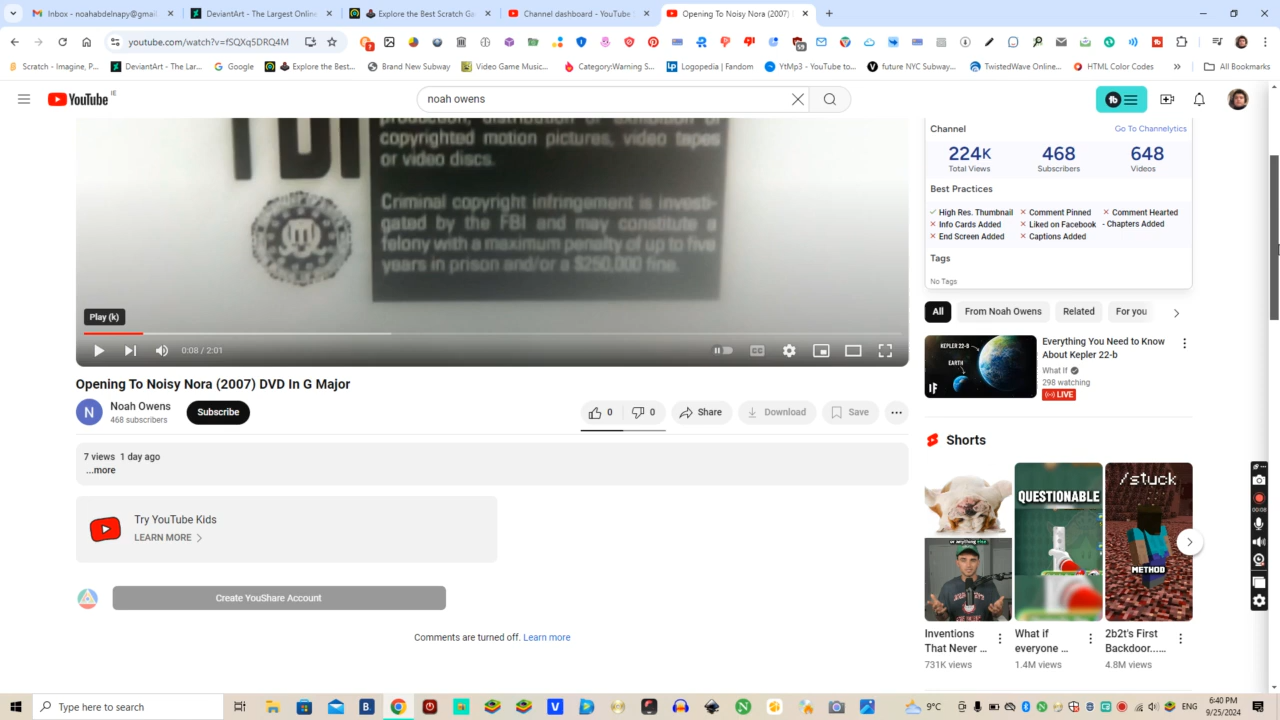 noahabdelnpay@gmai
DeviantArt - The Largest Onlin
Explore the Best Scratch Ga
Channel dashboard - YouTube
Opening To Noisy Nora (2007)
youtube.com/watch?v=fSQXq5DRQ4M
Scratch - Imagine, P... DeviantArt - The Lar... Google Explore the Best... Brand New Subway Video Game Music... Category:Warning S... Logopedia | Fandom YtMp3 - YouTube to... future NYC Subway... TwistedWave Online... HTML Color Codes » All Bookmarks
YouTube IE
noah owens
production, distribution or exhibition of
copyrighted motion pictures, video tapes
or video discs.
Criminal copyright infringement is investi-
gated by the FBI and may constitute a
felony with a maximum penalty of up to five
years in prison and/or a $250,000 fine.
Play (k)
0:08 / 2:01
Opening To Noisy Nora (2007) DVD In G Major
N
Noah Owens
468 subscribers
Subscribe
0 0 Share Download Save
7 views 1 day ago
...more
Try YouTube Kids
LEARN MORE
Create YouShare Account
Comments are turned off. Learn more
Channel Go To Channelytics
224K 468 648
Total Views Subscribers Videos
Best Practices
High Res. Thumbnail Comment Pinned Comment Hearted
Info Cards Added Liked on Facebook - Chapters Added
End Screen Added Captions Added
Tags
No Tags
All From Noah Owens Related For you
KEPLER 22-B
EARTH
Everything You Need to Know
About Kepler 22-b
What If
298 watching
LIVE
Shorts
or anything else
QUESTIONABLE
/stuck
METHOD
Inventions
That Never ...
731K views
What if
everyone ...
1.4M views
2b2t's First
Backdoor......
4.8M views
00:08
Type here to search
9°C
ENG
6:40 PM
9/25/2024